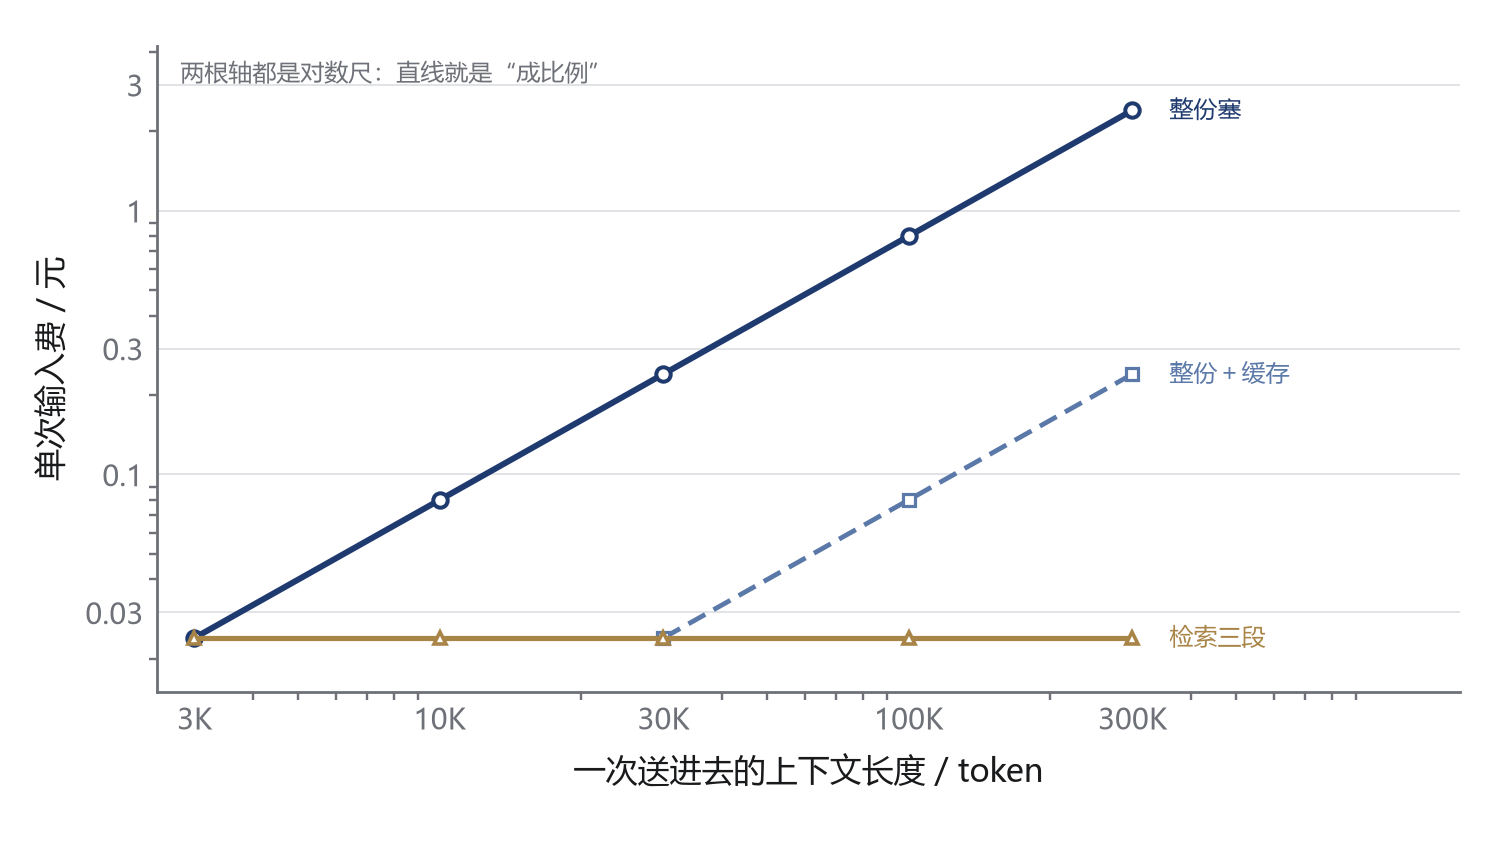 两根轴都是对数尺：直线就是“成比例”
3
1
0.3
0.1
0.03
单次输入费 / 元
整份塞
整份 + 缓存
检索三段
3K
10K
30K
100K
300K
一次送进去的上下文长度 / token